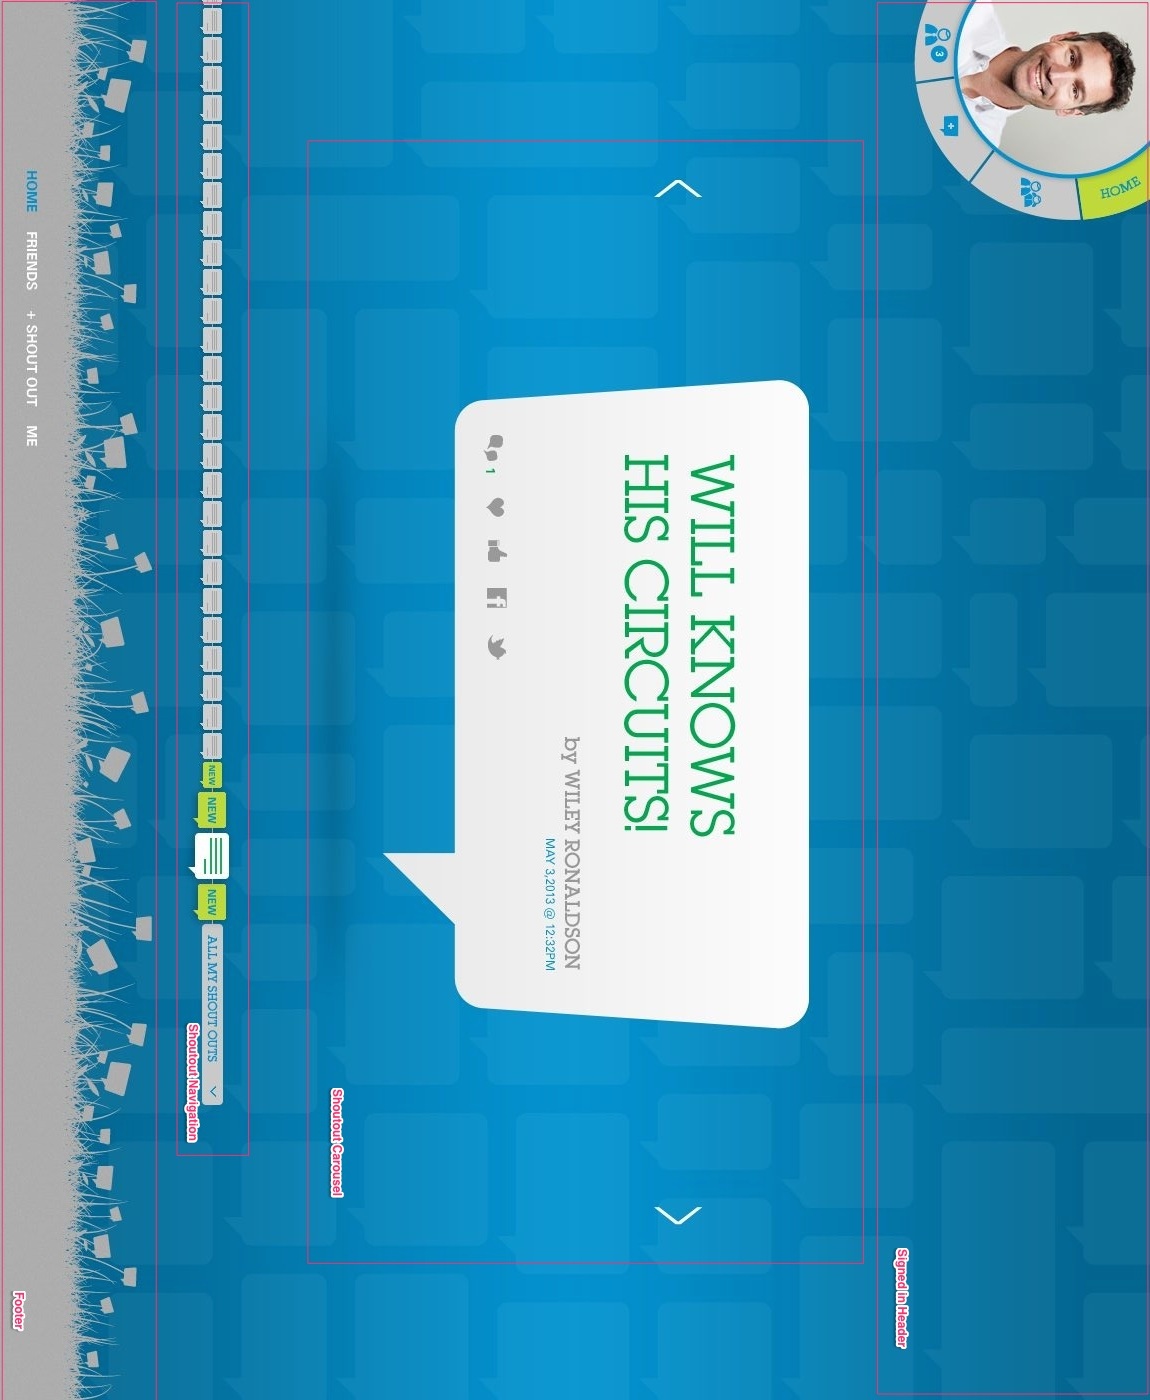 3
HOME
Signed in Header
WILL KNOWS
HIS CIRCUITS!
by WILEY RONALDSON
MAY 3,2013 @ 12:32PM
1
Shoutout Carousel
NEW
NEW
NEW
ALL MY SHOUT OUTS
Shoutout Navigation
HOME FRIENDS + SHOUT OUT ME
Footer